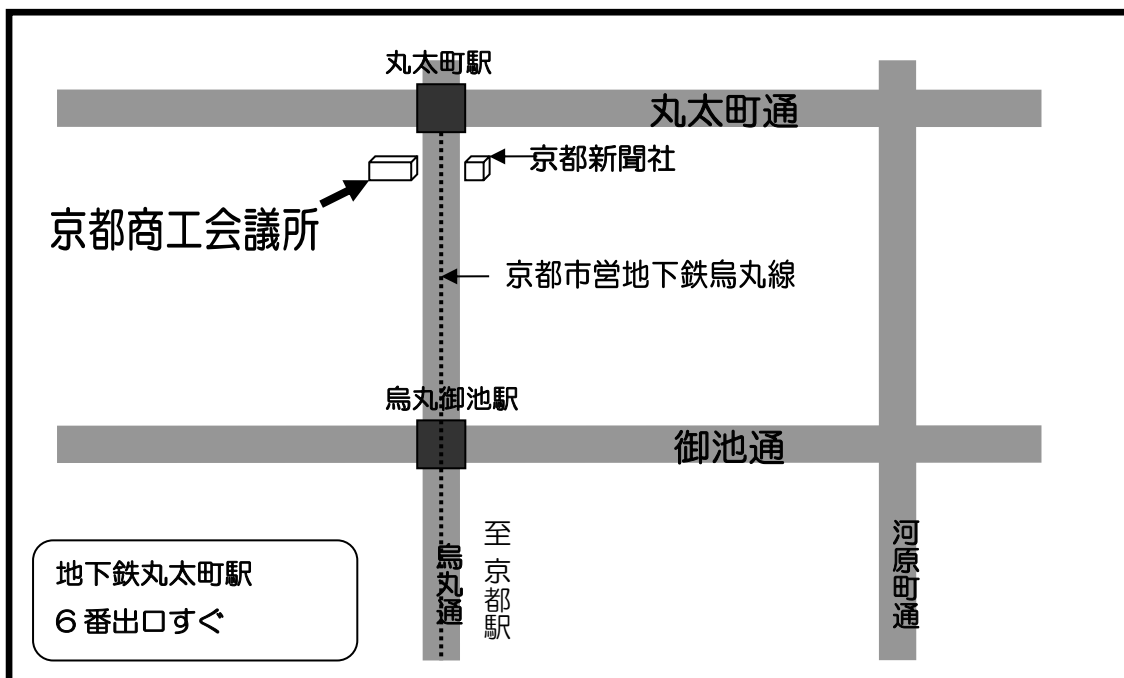 丸太町駅
丸太町通
京都新聞社
京都商工会議所
京都市営地下鉄烏丸線
烏丸御池駅
御池通
至 京都駅
烏丸通
河原町通
地下鉄丸太町駅
6番出口すぐ